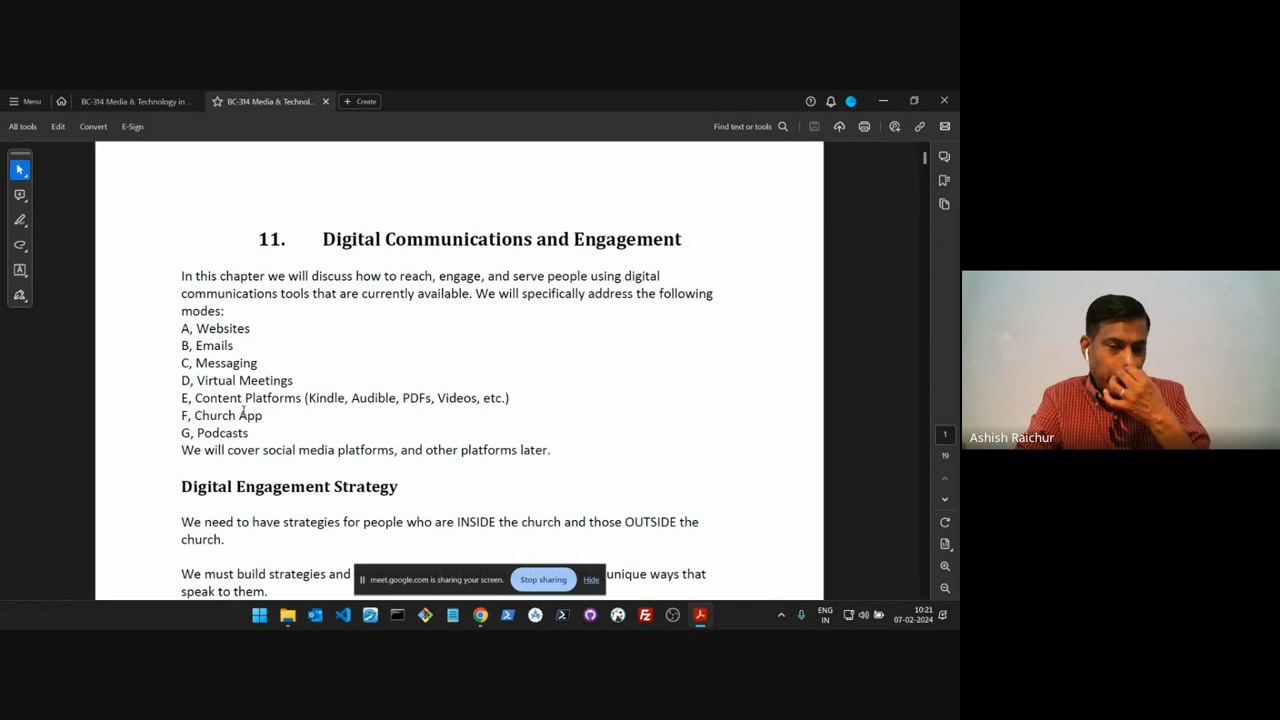 Menu
BC-314 Media & Technology in ...
BC-314 Media & Technol...
Create
All tools
Edit
Convert
E-Sign
Find text or tools
11. Digital Communications and Engagement
In this chapter we will discuss how to reach, engage, and serve people using digital
communications tools that are currently available. We will specifically address the following
modes:
A, Websites
B, Emails
C, Messaging
D, Virtual Meetings
E, Content Platforms (Kindle, Audible, PDFs, Videos, etc.)
F, Church App
G, Podcasts
We will cover social media platforms, and other platforms later.
Digital Engagement Strategy
We need to have strategies for people who are INSIDE the church and those OUTSIDE the
church.
We must build strategies and unique ways that
speak to them.
meet.google.com is sharing your screen.
Stop sharing
Hide
1
19
ENG
IN
10:21
07-02-2024
Ashish Raichur